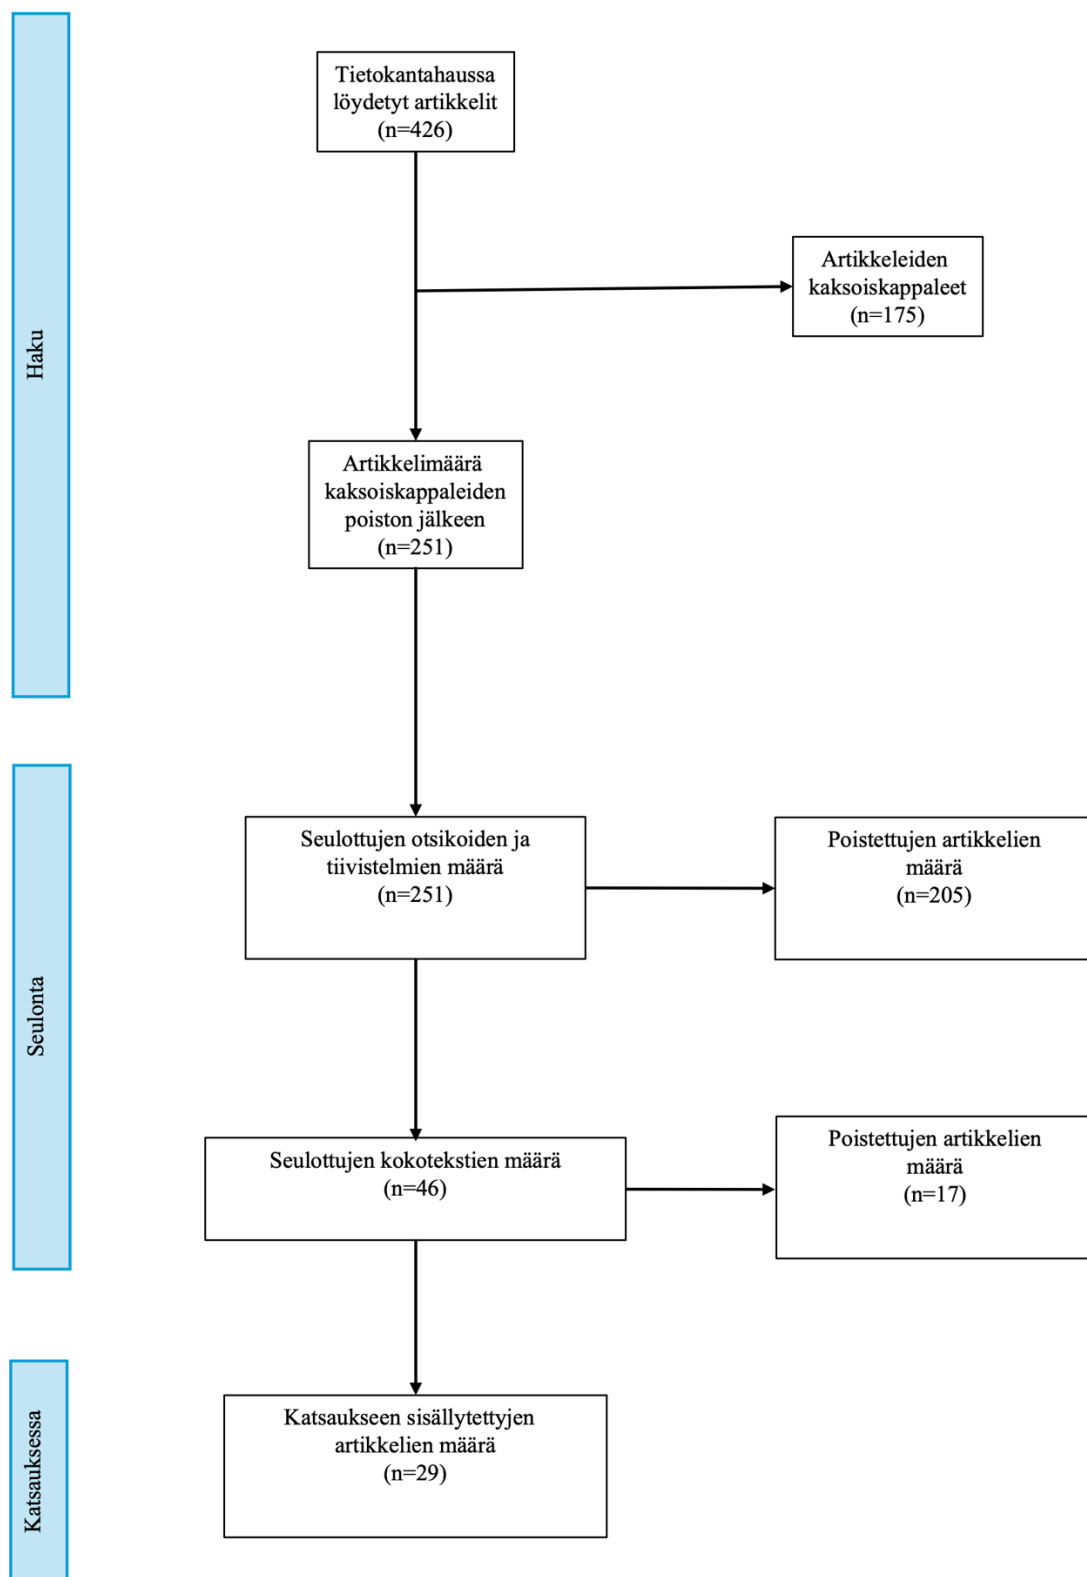 Haku
Tietokantahaussa
löydetyt artikkelit
(n=426)
Artikkeleiden
kaksoiskappaleet
(n=175)
Artikkelimäärä
kaksoiskappaleiden
poiston jälkeen
(n=251)
Seulonta
Seulottujen otsikoiden ja
tiivistelmien määrä
(n=251)
Poistettujen artikkelien
määrä
(n=205)
Seulottujen kokotekstien määrä
(n=46)
Poistettujen artikkelien
määrä
(n=17)
Katsauksessa
Katsaukseen sisällytettyjen
artikkelien määrä
(n=29)